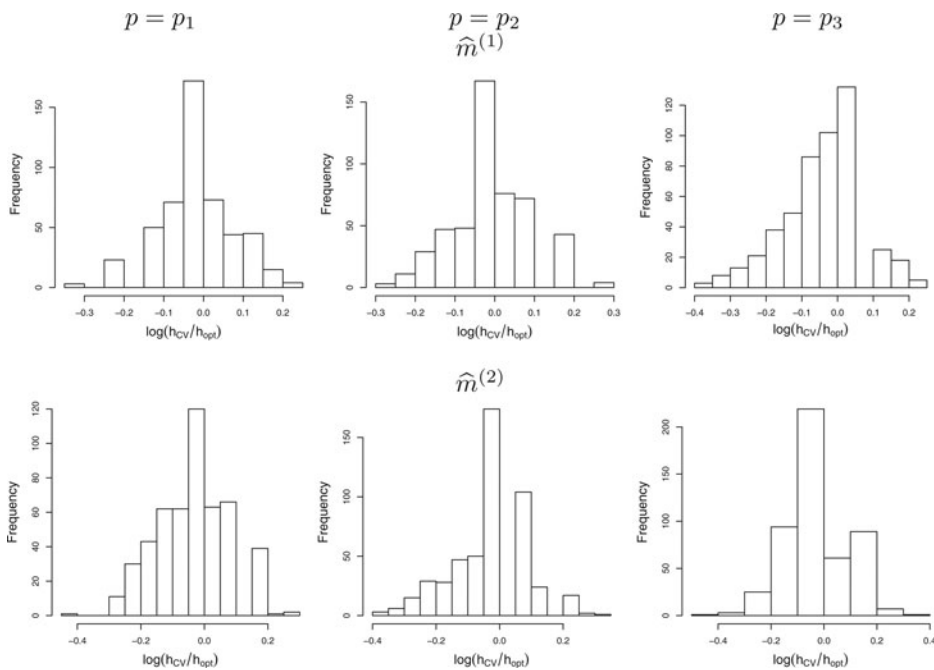 p = p₁ p = p₂ p = p₃
m̂⁽¹⁾
Frequency
0 50 100 150
−0.3 −0.2 −0.1 0.0 0.1 0.2
log(hCV/hopt)
Frequency
0 50 100 150
−0.3 −0.2 −0.1 0.0 0.1 0.2 0.3
log(hCV/hopt)
Frequency
0 20 40 60 80 100 120
−0.4 −0.3 −0.2 −0.1 0.0 0.1 0.2
log(hCV/hopt)
m̂⁽²⁾
Frequency
0 20 40 60 80 100 120
−0.4 −0.2 0.0 0.2
log(hCV/hopt)
Frequency
0 50 100 150
−0.4 −0.2 0.0 0.2
log(hCV/hopt)
Frequency
0 50 100 150 200
−0.4 −0.2 0.0 0.2 0.4
log(hCV/hopt)